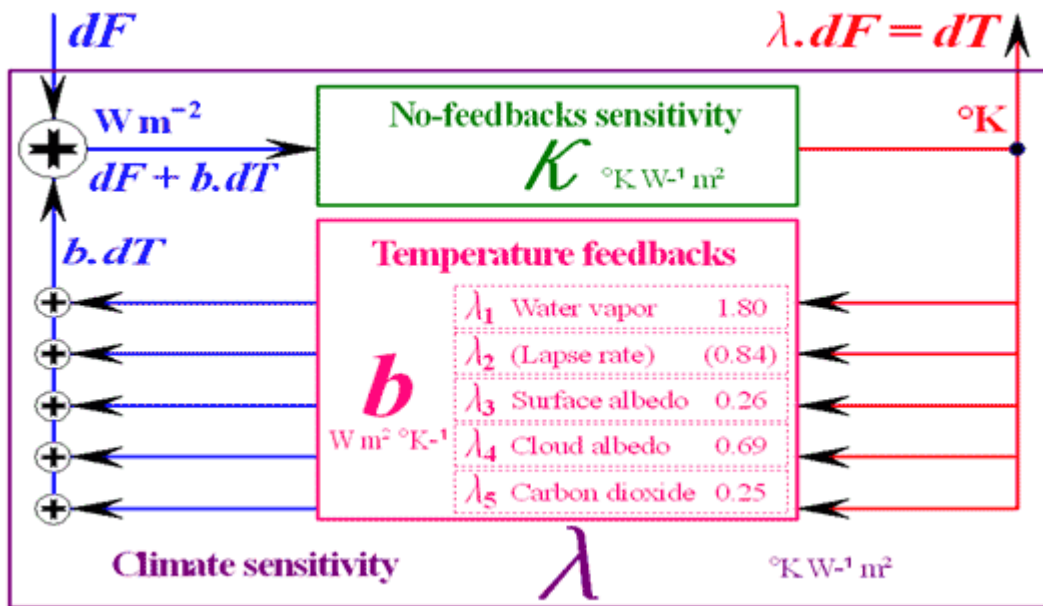 dF
λ.dF = dT
W m⁻²
dF + b.dT
No-feedbacks sensitivity
K °K W-¹ m²
°K
b.dT
Temperature feedbacks
λ₁ Water vapor 1.80
λ₂ (Lapse rate) (0.84)
λ₃ Surface albedo 0.26
λ₄ Cloud albedo 0.69
λ₅ Carbon dioxide 0.25
b
W m² °K-¹
Climate sensitivity λ °K W-¹ m²